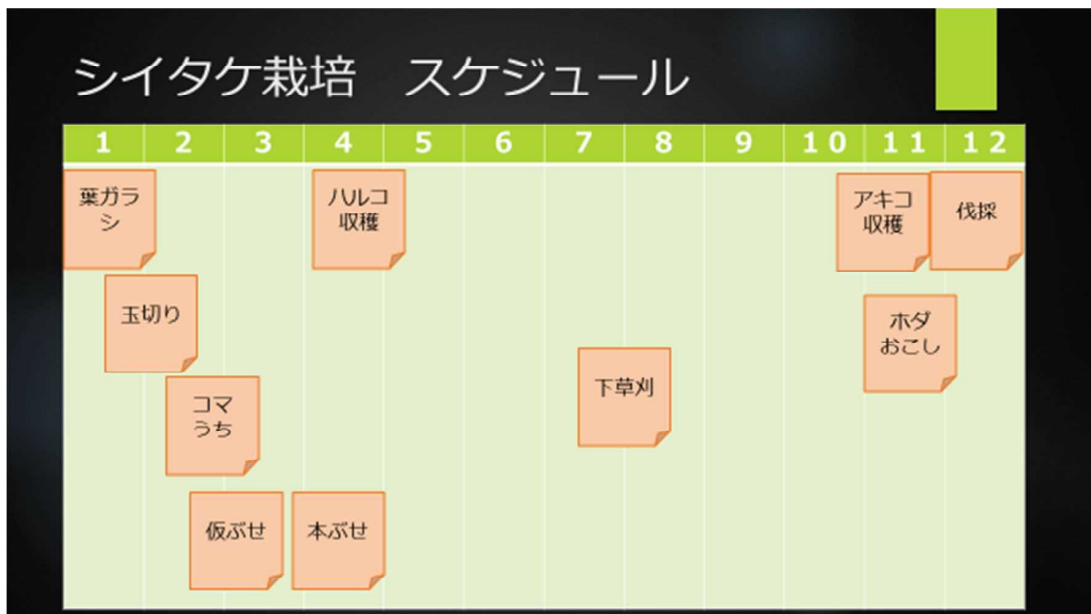 シイタケ栽培　スケジュール
1 2 3 4 5 6 7 8 9 10 11 12
葉ガラ
シ
ハルコ
収穫
アキコ
収穫
伐採
玉切り
ホダ
おこし
下草刈
コマ
うち
仮ぶせ
本ぶせ